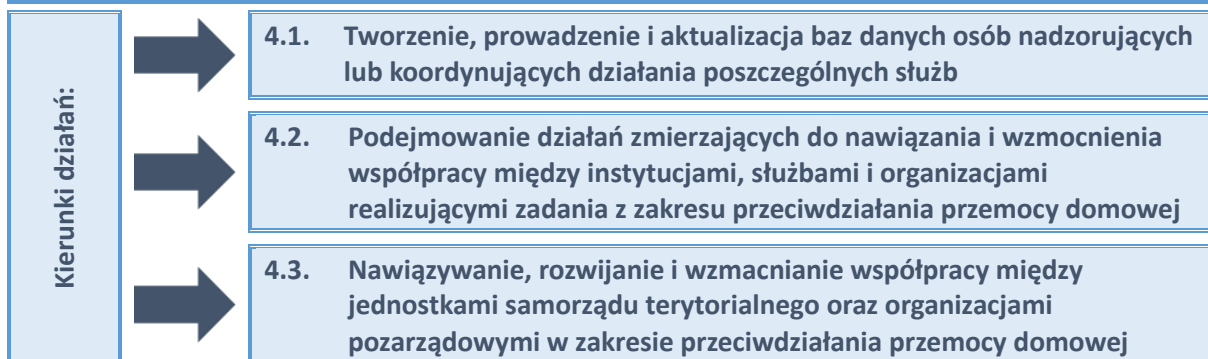 Kierunki działań:
4.1. Tworzenie, prowadzenie i aktualizacja baz danych osób nadzorujących
lub koordynujących działania poszczególnych służb
4.2. Podejmowanie działań zmierzających do nawiązania i wzmocnienia
współpracy między instytucjami, służbami i organizacjami
realizującymi zadania z zakresu przeciwdziałania przemocy domowej
4.3. Nawiązywanie, rozwijanie i wzmacnianie współpracy między
jednostkami samorządu terytorialnego oraz organizacjami
pozarządowymi w zakresie przeciwdziałania przemocy domowej